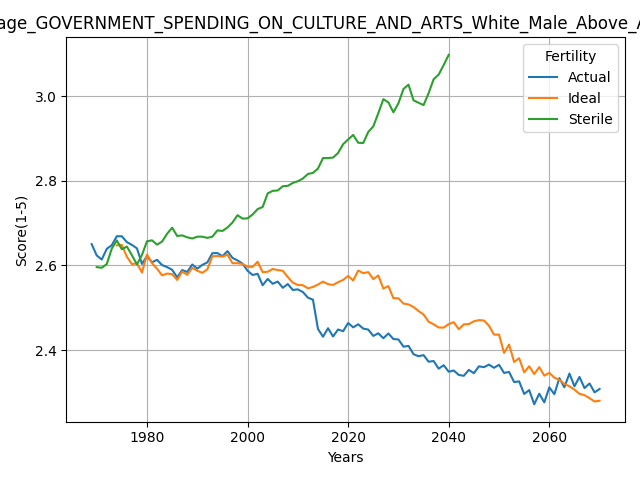 age_GOVERNMENT_SPENDING_ON_CULTURE_AND_ARTS_White_Male_Above_A
Fertility
Actual
Ideal
Sterile
Score(1-5)
3.0
2.8
2.6
2.4
1980 2000 2020 2040 2060
Years